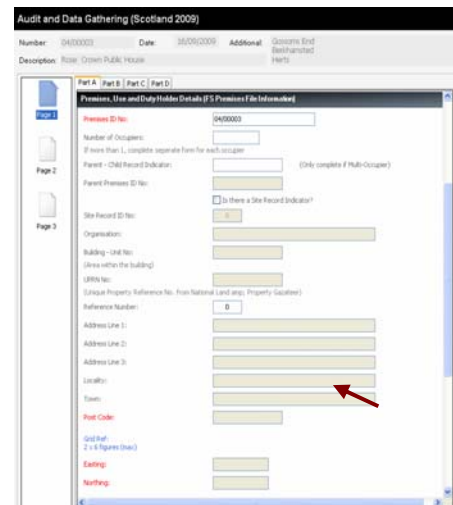 Audit and Data Gathering (Scotland 2009)
Number: 04/00003 Date: 16/09/2009 Additional: Gossoms End
Berkhamsted
Description: Rose Crown Public House Herts
Part A Part B Part C Part D
Premises, Use and Duty Holder Details (FS Premises File Information)
Page 1
Premises ID No: 04/00003
Number of Occupiers:
If more than 1, complete seperate form for each occupier
Page 2
Parent - Child Record Indicator: (Only complete if Multi-Occupier)
Parent Premises ID No:
Is there a Site Record Indicator?
Page 3
Site Record ID No: 0
Organisation:
Building - Unit No:
(Area within the building)
UPRN No:
(Unique Property Reference No. from National Land and Property Gazateer)
Reference Number: 0
Address Line 1:
Address Line 2:
Address Line 3:
Locality:
Town:
Post Code:
Grid Ref:
2 x 6 figures (max)
Easting:
Northing: